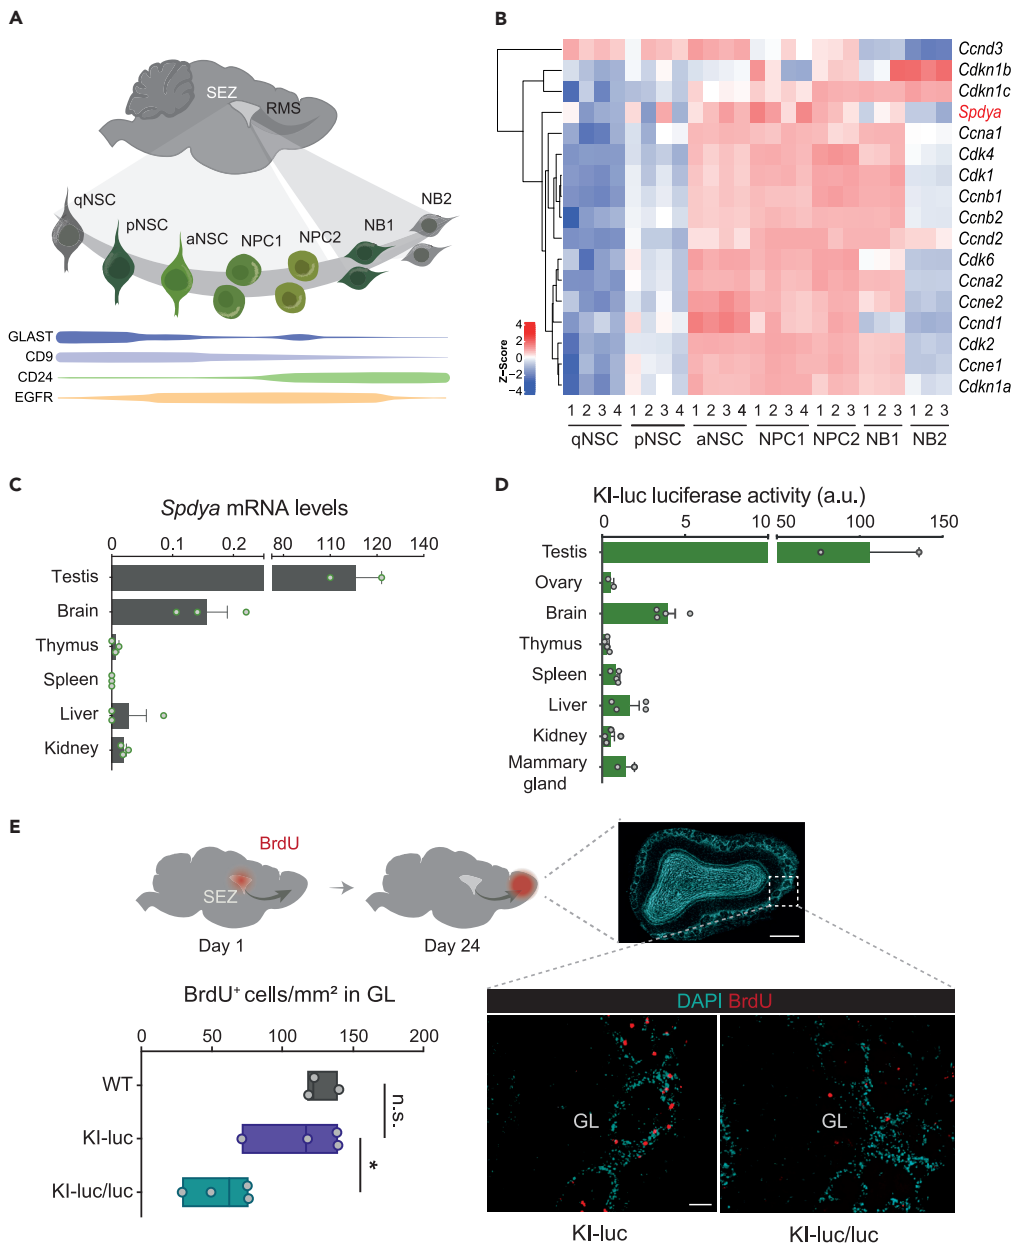 A
SEZ
RMS
qNSC
pNSC
aNSC
NPC1
NPC2
NB1
NB2
GLAST
CD9
CD24
EGFR
B
Ccnd3
Cdkn1b
Cdkn1c
Spdya
Ccna1
Cdk4
Cdk1
Ccnb1
Ccnb2
Ccnd2
Cdk6
Ccna2
Ccne2
Ccnd1
Cdk2
Ccne1
Cdkn1a
Z-Score
4
2
0
−2
−4
1 2 3 4 1 2 3 4 1 2 3 4 1 2 3 4 1 2 3 1 2 3 1 2 3
qNSC pNSC aNSC NPC1 NPC2 NB1 NB2
C
Spdya mRNA levels
0 0.1 0.2 80 110 120 140
Testis
Brain
Thymus
Spleen
Liver
Kidney
D
KI-luc luciferase activity (a.u.)
0 5 10 50 100 150
Testis
Ovary
Brain
Thymus
Spleen
Liver
Kidney
Mammary
gland
E
BrdU
SEZ
Day 1
Day 24
BrdU⁺ cells/mm² in GL
0 50 100 150 200
WT
KI-luc
KI-luc/luc
n.s.
*
DAPI BrdU
GL
GL
KI-luc
KI-luc/luc